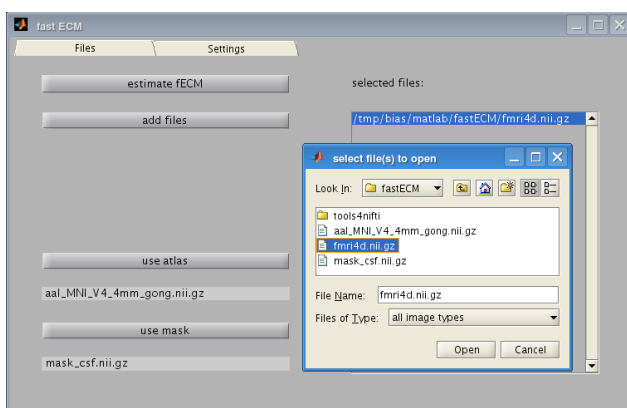 fast ECM
Files Settings
estimate fECM
selected files:
add files
/tmp/bias/matlab/fastECM/fmri4d.nii.gz
select file(s) to open
Look In: fastECM
tools4nifti
aal_MNI_V4_4mm_gong.nii.gz
fmri4d.nii.gz
mask_csf.nii.gz
use atlas
aal_MNI_V4_4mm_gong.nii.gz
File Name: fmri4d.nii.gz
Files of Type: all image types
use mask
Open Cancel
mask_csf.nii.gz